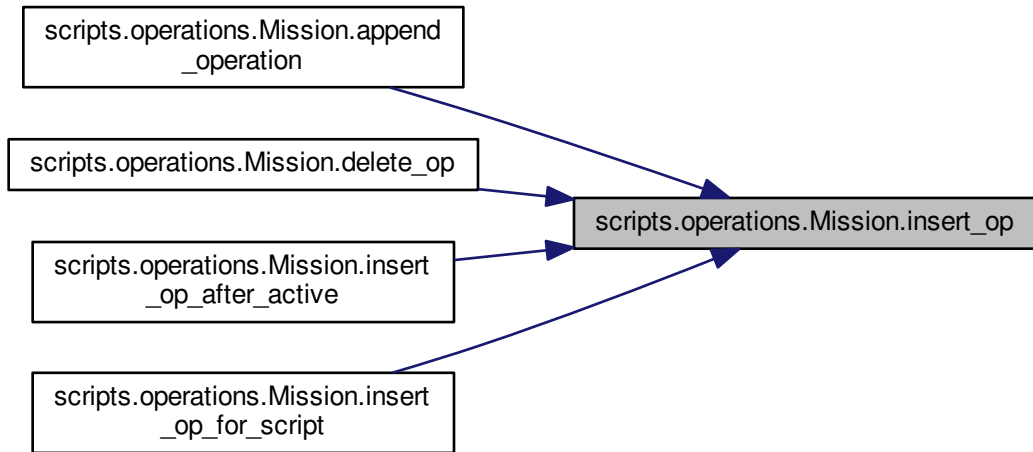 scripts.operations.Mission.append
_operation
scripts.operations.Mission.delete_op
scripts.operations.Mission.insert_op
scripts.operations.Mission.insert
_op_after_active
scripts.operations.Mission.insert
_op_for_script